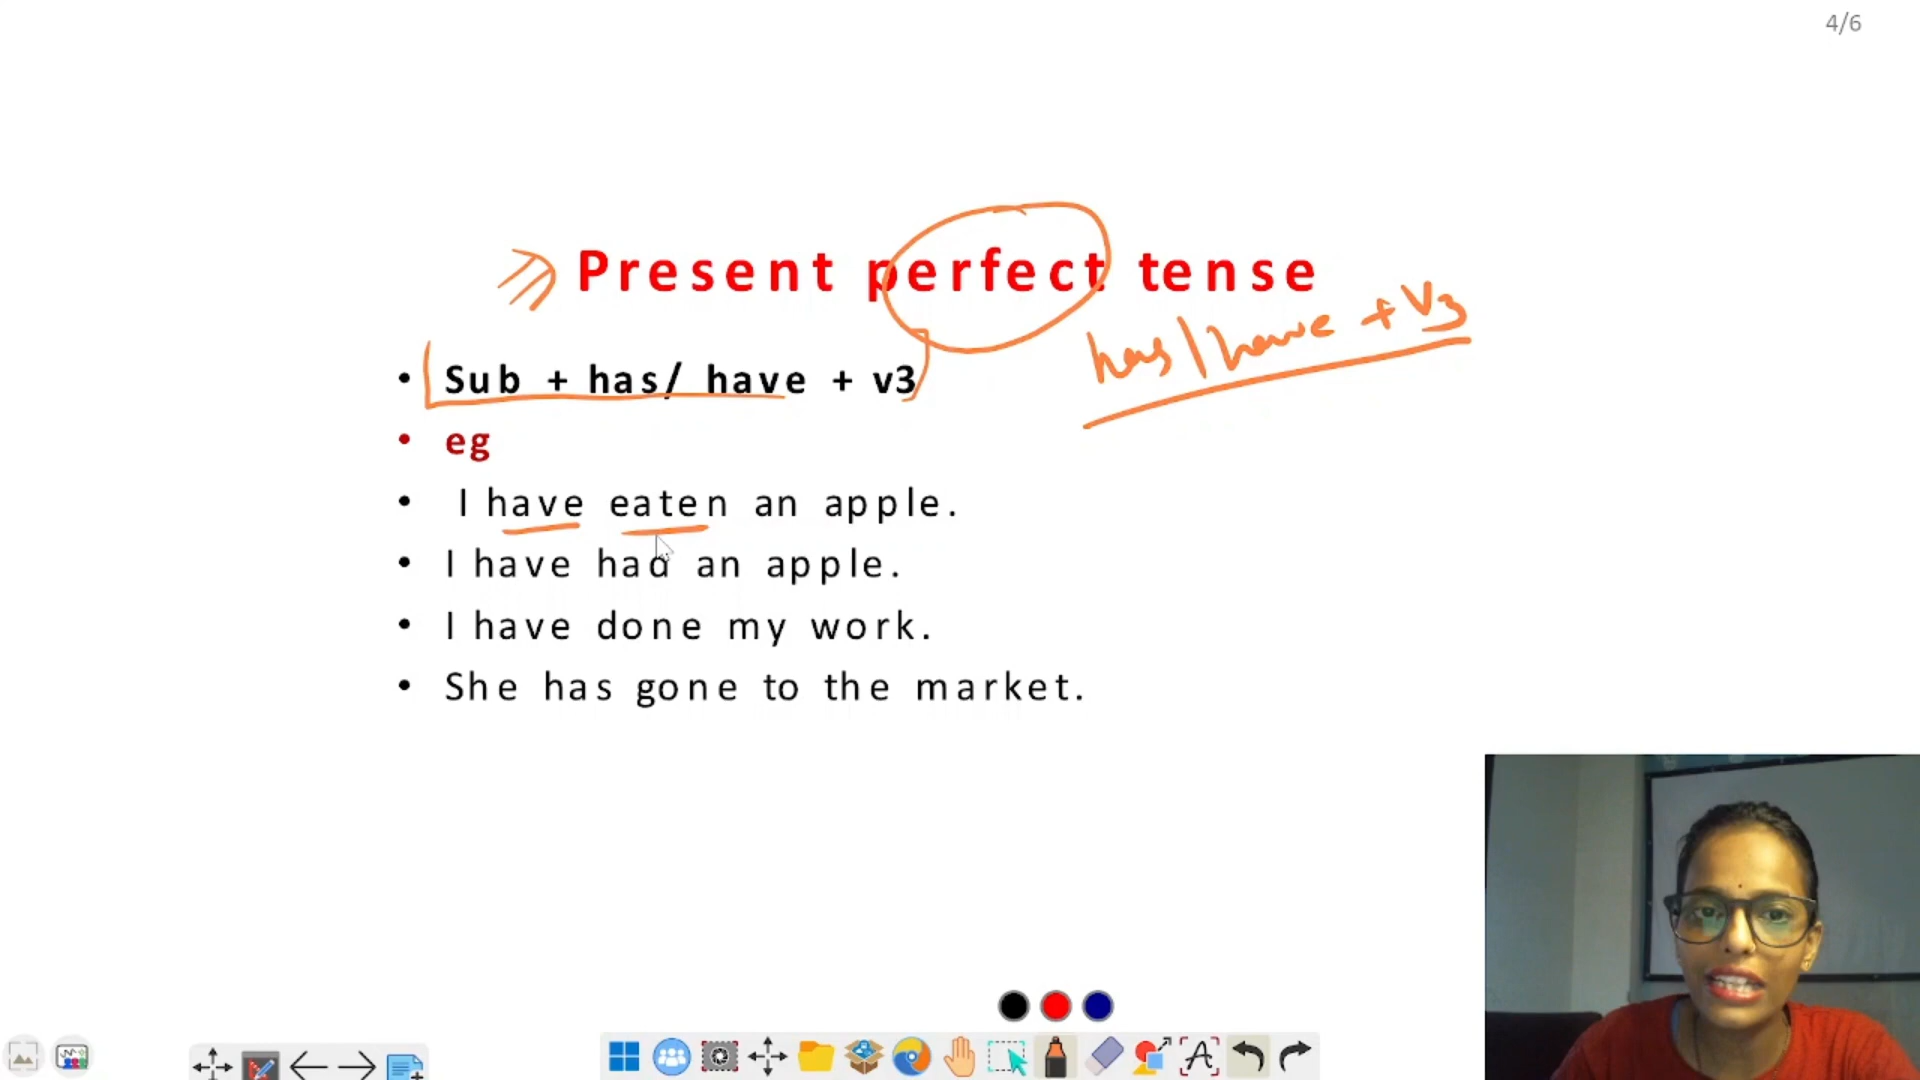 4/6
Present perfect tense
has/have + V3
• Sub + has/ have + v3
• eg
• I have eaten an apple.
• I have had an apple.
• I have done my work.
• She has gone to the market.